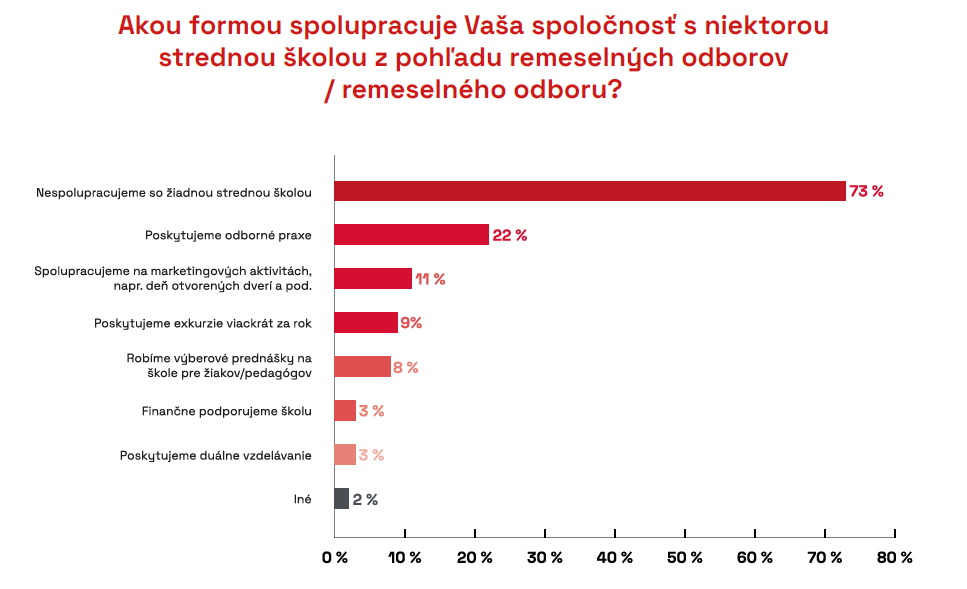 Akou formou spolupracuje Vaša spoločnosť s niektorou
strednou školou z pohľadu remeselných odborov
/ remeselného odboru?
Nespolupracujeme so žiadnou strednou školou
73 %
Poskytujeme odborné praxe
22 %
Spolupracujeme na marketingových aktivitách,
napr. deň otvorených dverí a pod.
11 %
Poskytujeme exkurzie viackrát za rok
9%
Robíme výberové prednášky na
škole pre žiakov/pedagógov
8 %
Finančne podporujeme školu
3 %
Poskytujeme duálne vzdelávanie
3 %
Iné
2 %
0 % 10 % 20 % 30 % 40 % 50 % 60 % 70 % 80 %